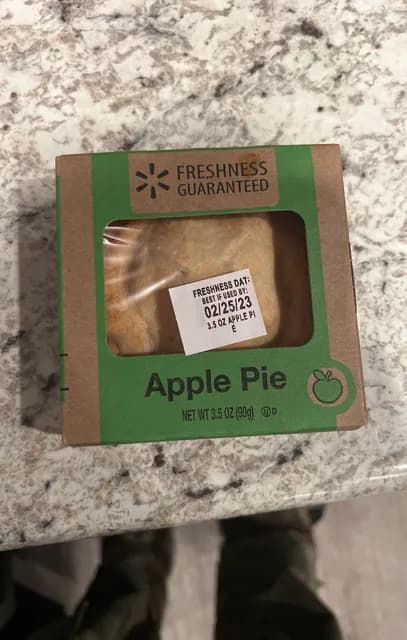 FRESHNESS
GUARANTEED
FRESHNESS DAT:
BEST IF USED BY:
02/25/23
3.5 OZ APPLE PI
E
Apple Pie
NET WT 3.5 OZ (99g) Ⓤ D